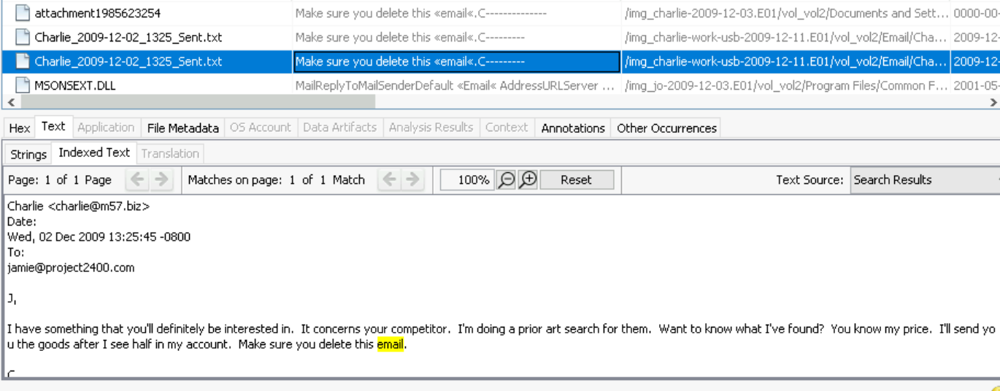 attachment1985623254 Make sure you delete this «email«.C-------------- /img_charlie-2009-12-03.E01/vol_vol2/Documents and Sett... 0000-00-
Charlie_2009-12-02_1325_Sent.txt Make sure you delete this «email«.C--------- /img_charlie-work-usb-2009-12-11.E01/vol_vol2/Email/Cha... 2009-12-
Charlie_2009-12-02_1325_Sent.txt Make sure you delete this «email«.C--------- /img_charlie-work-usb-2009-12-11.E01/vol_vol2/Email/Cha... 2009-12-
MSONSEXT.DLL MailReplyToMailSenderDefault «Email« AddressURLServer ... /img_jo-2009-12-03.E01/vol_vol2/Program Files/Common F... 2001-05-
Hex Text Application File Metadata OS Account Data Artifacts Analysis Results Context Annotations Other Occurrences
Strings Indexed Text Translation
Page: 1 of 1 Page Matches on page: 1 of 1 Match 100% Reset Text Source: Search Results
Charlie <charlie@m57.biz>
Date:
Wed, 02 Dec 2009 13:25:45 -0800
To:
jamie@project2400.com
J,
I have something that you'll definitely be interested in. It concerns your competitor. I'm doing a prior art search for them. Want to know what I've found? You know my price. I'll send yo
u the goods after I see half in my account. Make sure you delete this email.
C